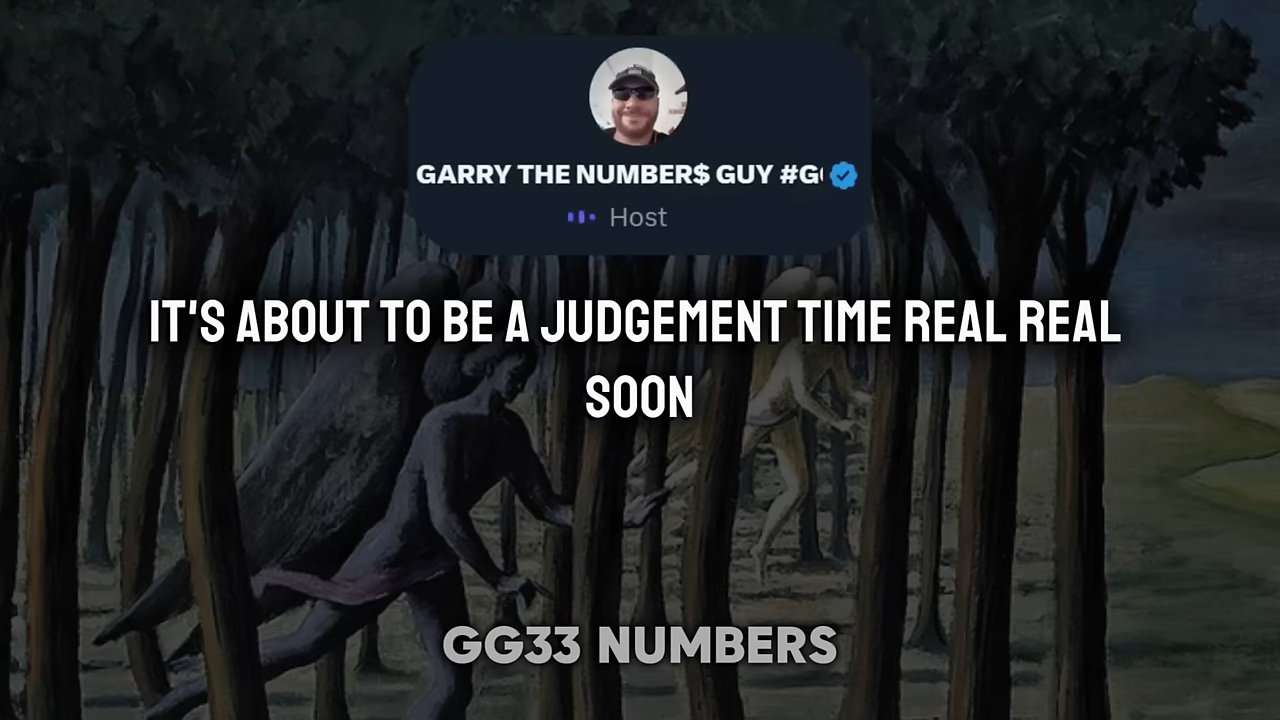 GARRY THE NUMBER$ GUY #G
Host
IT'S ABOUT TO BE A JUDGEMENT TIME REAL REAL
SOON
GG33 NUMBERS